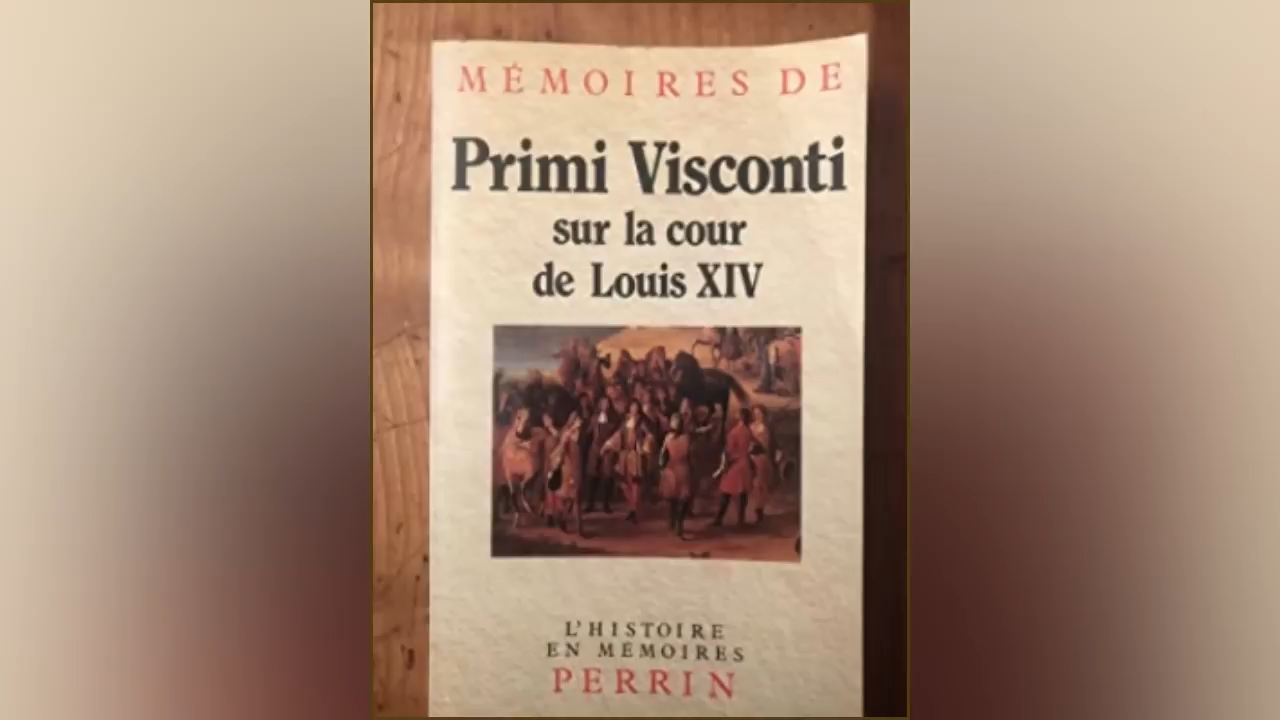 MÉMOIRES DE
Primi Visconti
sur la cour
de Louis XIV
L'HISTOIRE
EN MÉMOIRES
PERRIN